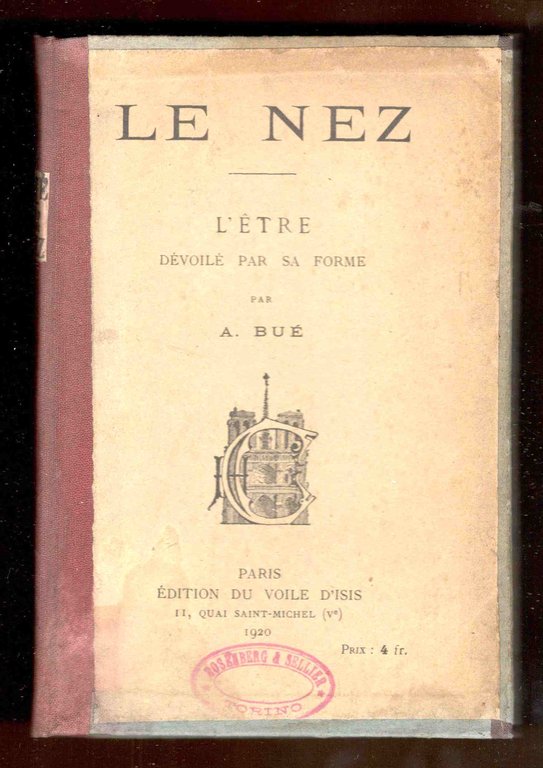 LE NEZ
L'ÊTRE
DÉVOILÉ PAR SA FORME
PAR
A. BUÉ
PARIS
ÉDITION DU VOILE D'ISIS
11, QUAI SAINT-MICHEL (Vᵉ)
1920
PRIX : 4 fr.
ROSENBERG & SELLIER
TORINO